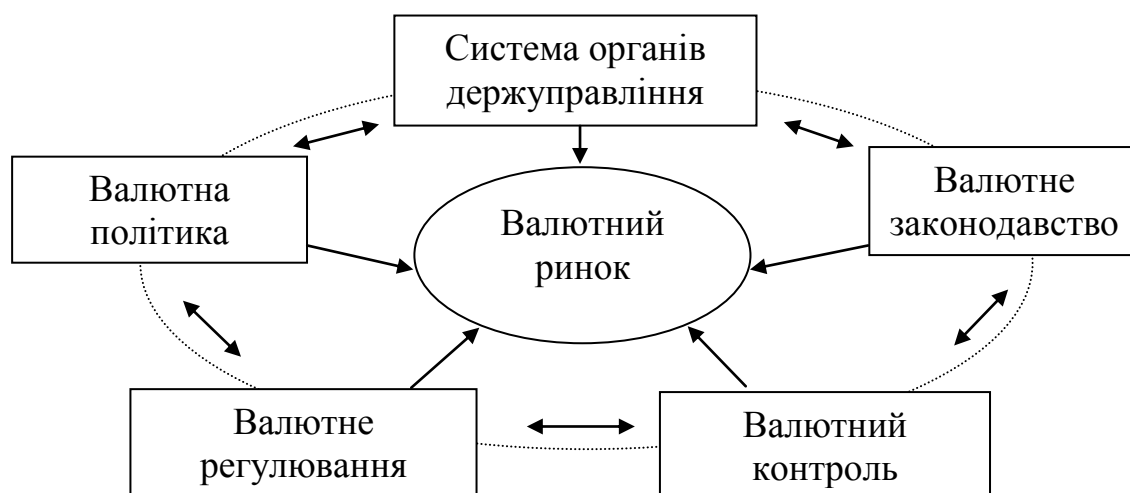 Система органів
держуправління
Валютна
політика
Валютний
ринок
Валютне
законодавство
Валютне
регулювання
Валютний
контроль